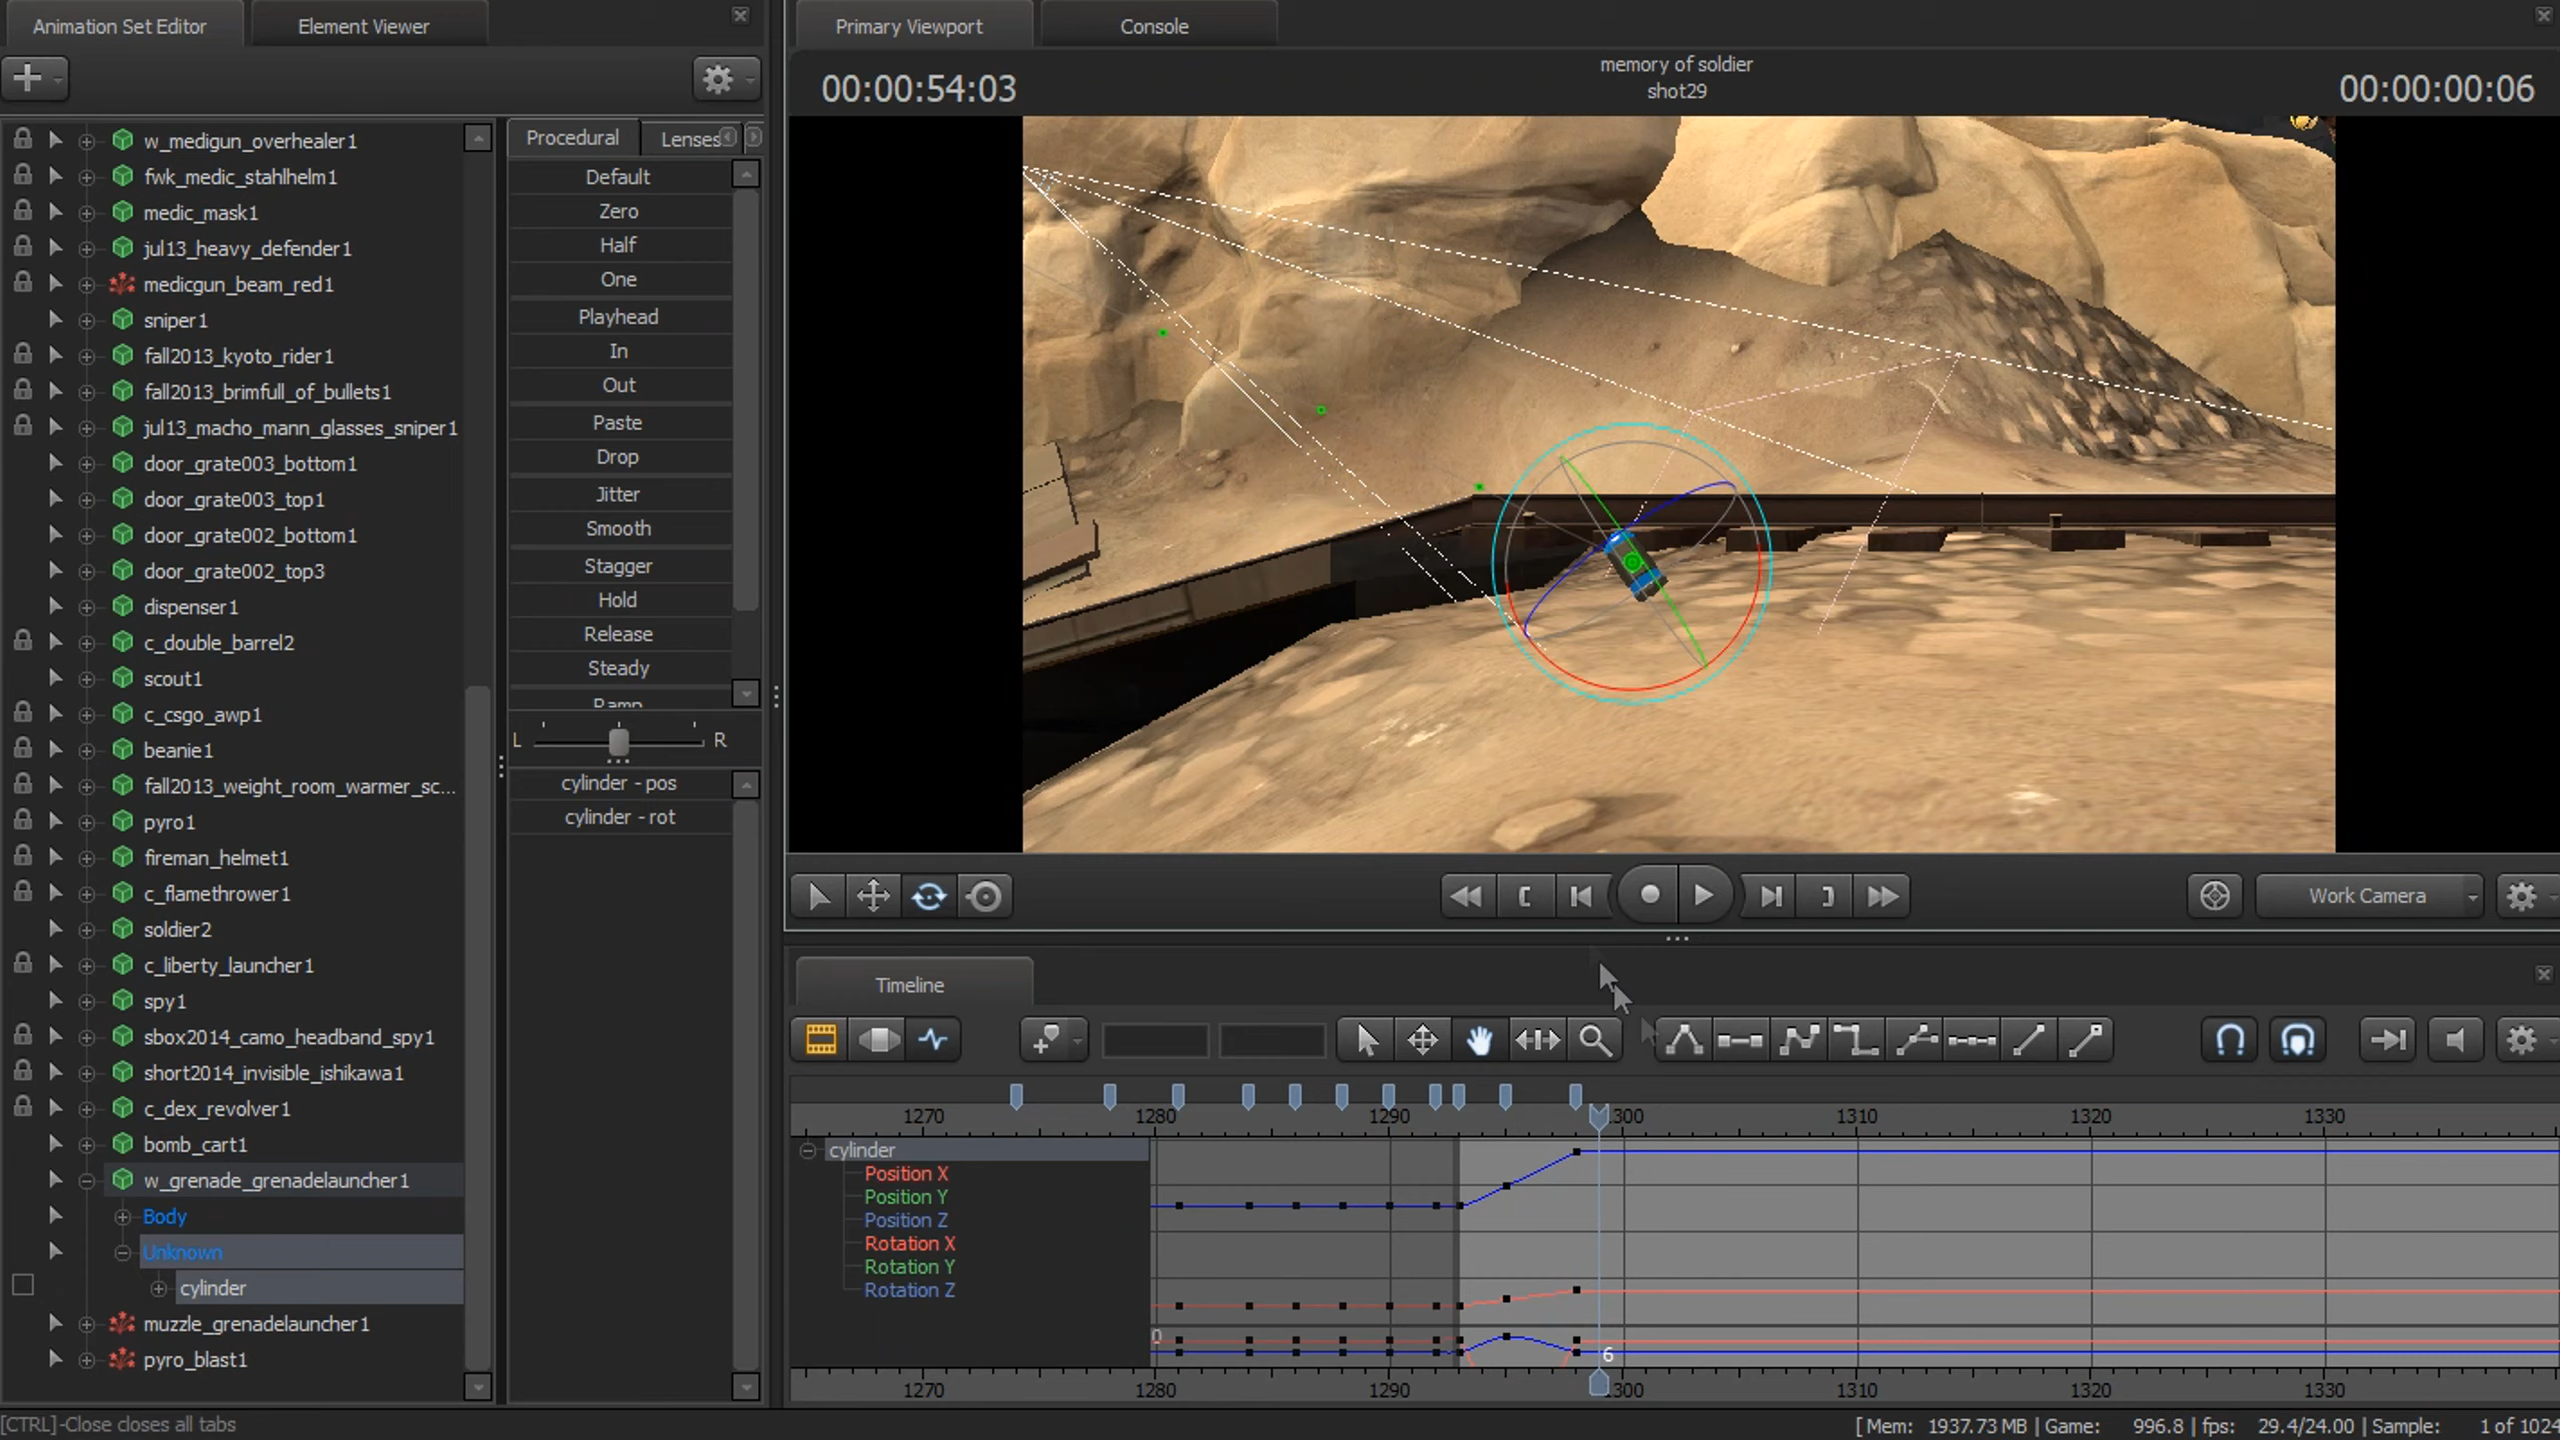 Animation Set Editor
Element Viewer
w_medigun_overhealer1
fwk_medic_stahlhelm1
medic_mask1
jul13_heavy_defender1
medicgun_beam_red1
sniper1
fall2013_kyoto_rider1
fall2013_brimfull_of_bullets1
jul13_macho_mann_glasses_sniper1
door_grate003_bottom1
door_grate003_top1
door_grate002_bottom1
door_grate002_top3
dispenser1
c_double_barrel2
scout1
c_csgo_awp1
beanie1
fall2013_weight_room_warmer_sc...
pyro1
fireman_helmet1
c_flamethrower1
soldier2
c_liberty_launcher1
spy1
sbox2014_camo_headband_spy1
short2014_invisible_ishikawa1
c_dex_revolver1
bomb_cart1
w_grenade_grenadelauncher1
Body
Unknown
cylinder
muzzle_grenadelauncher1
pyro_blast1
Procedural
Lenses
Default
Zero
Half
One
Playhead
In
Out
Paste
Drop
Jitter
Smooth
Stagger
Hold
Release
Steady
Ramp
L R
cylinder - pos
cylinder - rot
Primary Viewport
Console
00:00:54:03
memory of soldier
shot29
00:00:00:06
Work Camera
Timeline
1270 1280 1290 1300 1310 1320 1330
cylinder
Position X
Position Y
Position Z
Rotation X
Rotation Y
Rotation Z
0
6
1270 1280 1290 1300 1310 1320 1330
[CTRL]-Close closes all tabs
[ Mem: 1937.73 MB | Game: 996.8 | fps: 29.4/24.00 | Sample: 1 of 1024